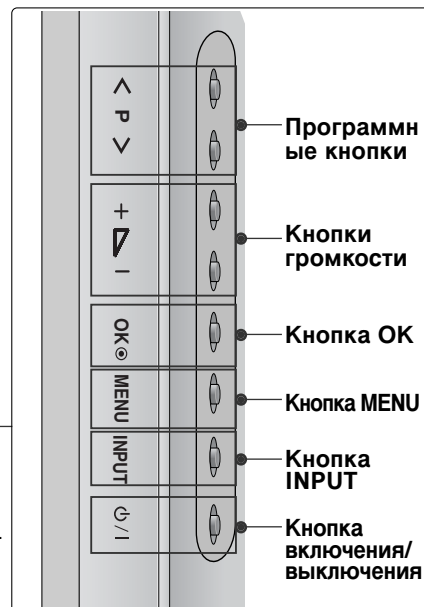 < P >
Программн
ые кнопки
+ -
Кнопки
громкости
OK
Кнопка OK
MENU
Кнопка MENU
INPUT
Кнопка
INPUT
/ I
Кнопка
включения/
выключения